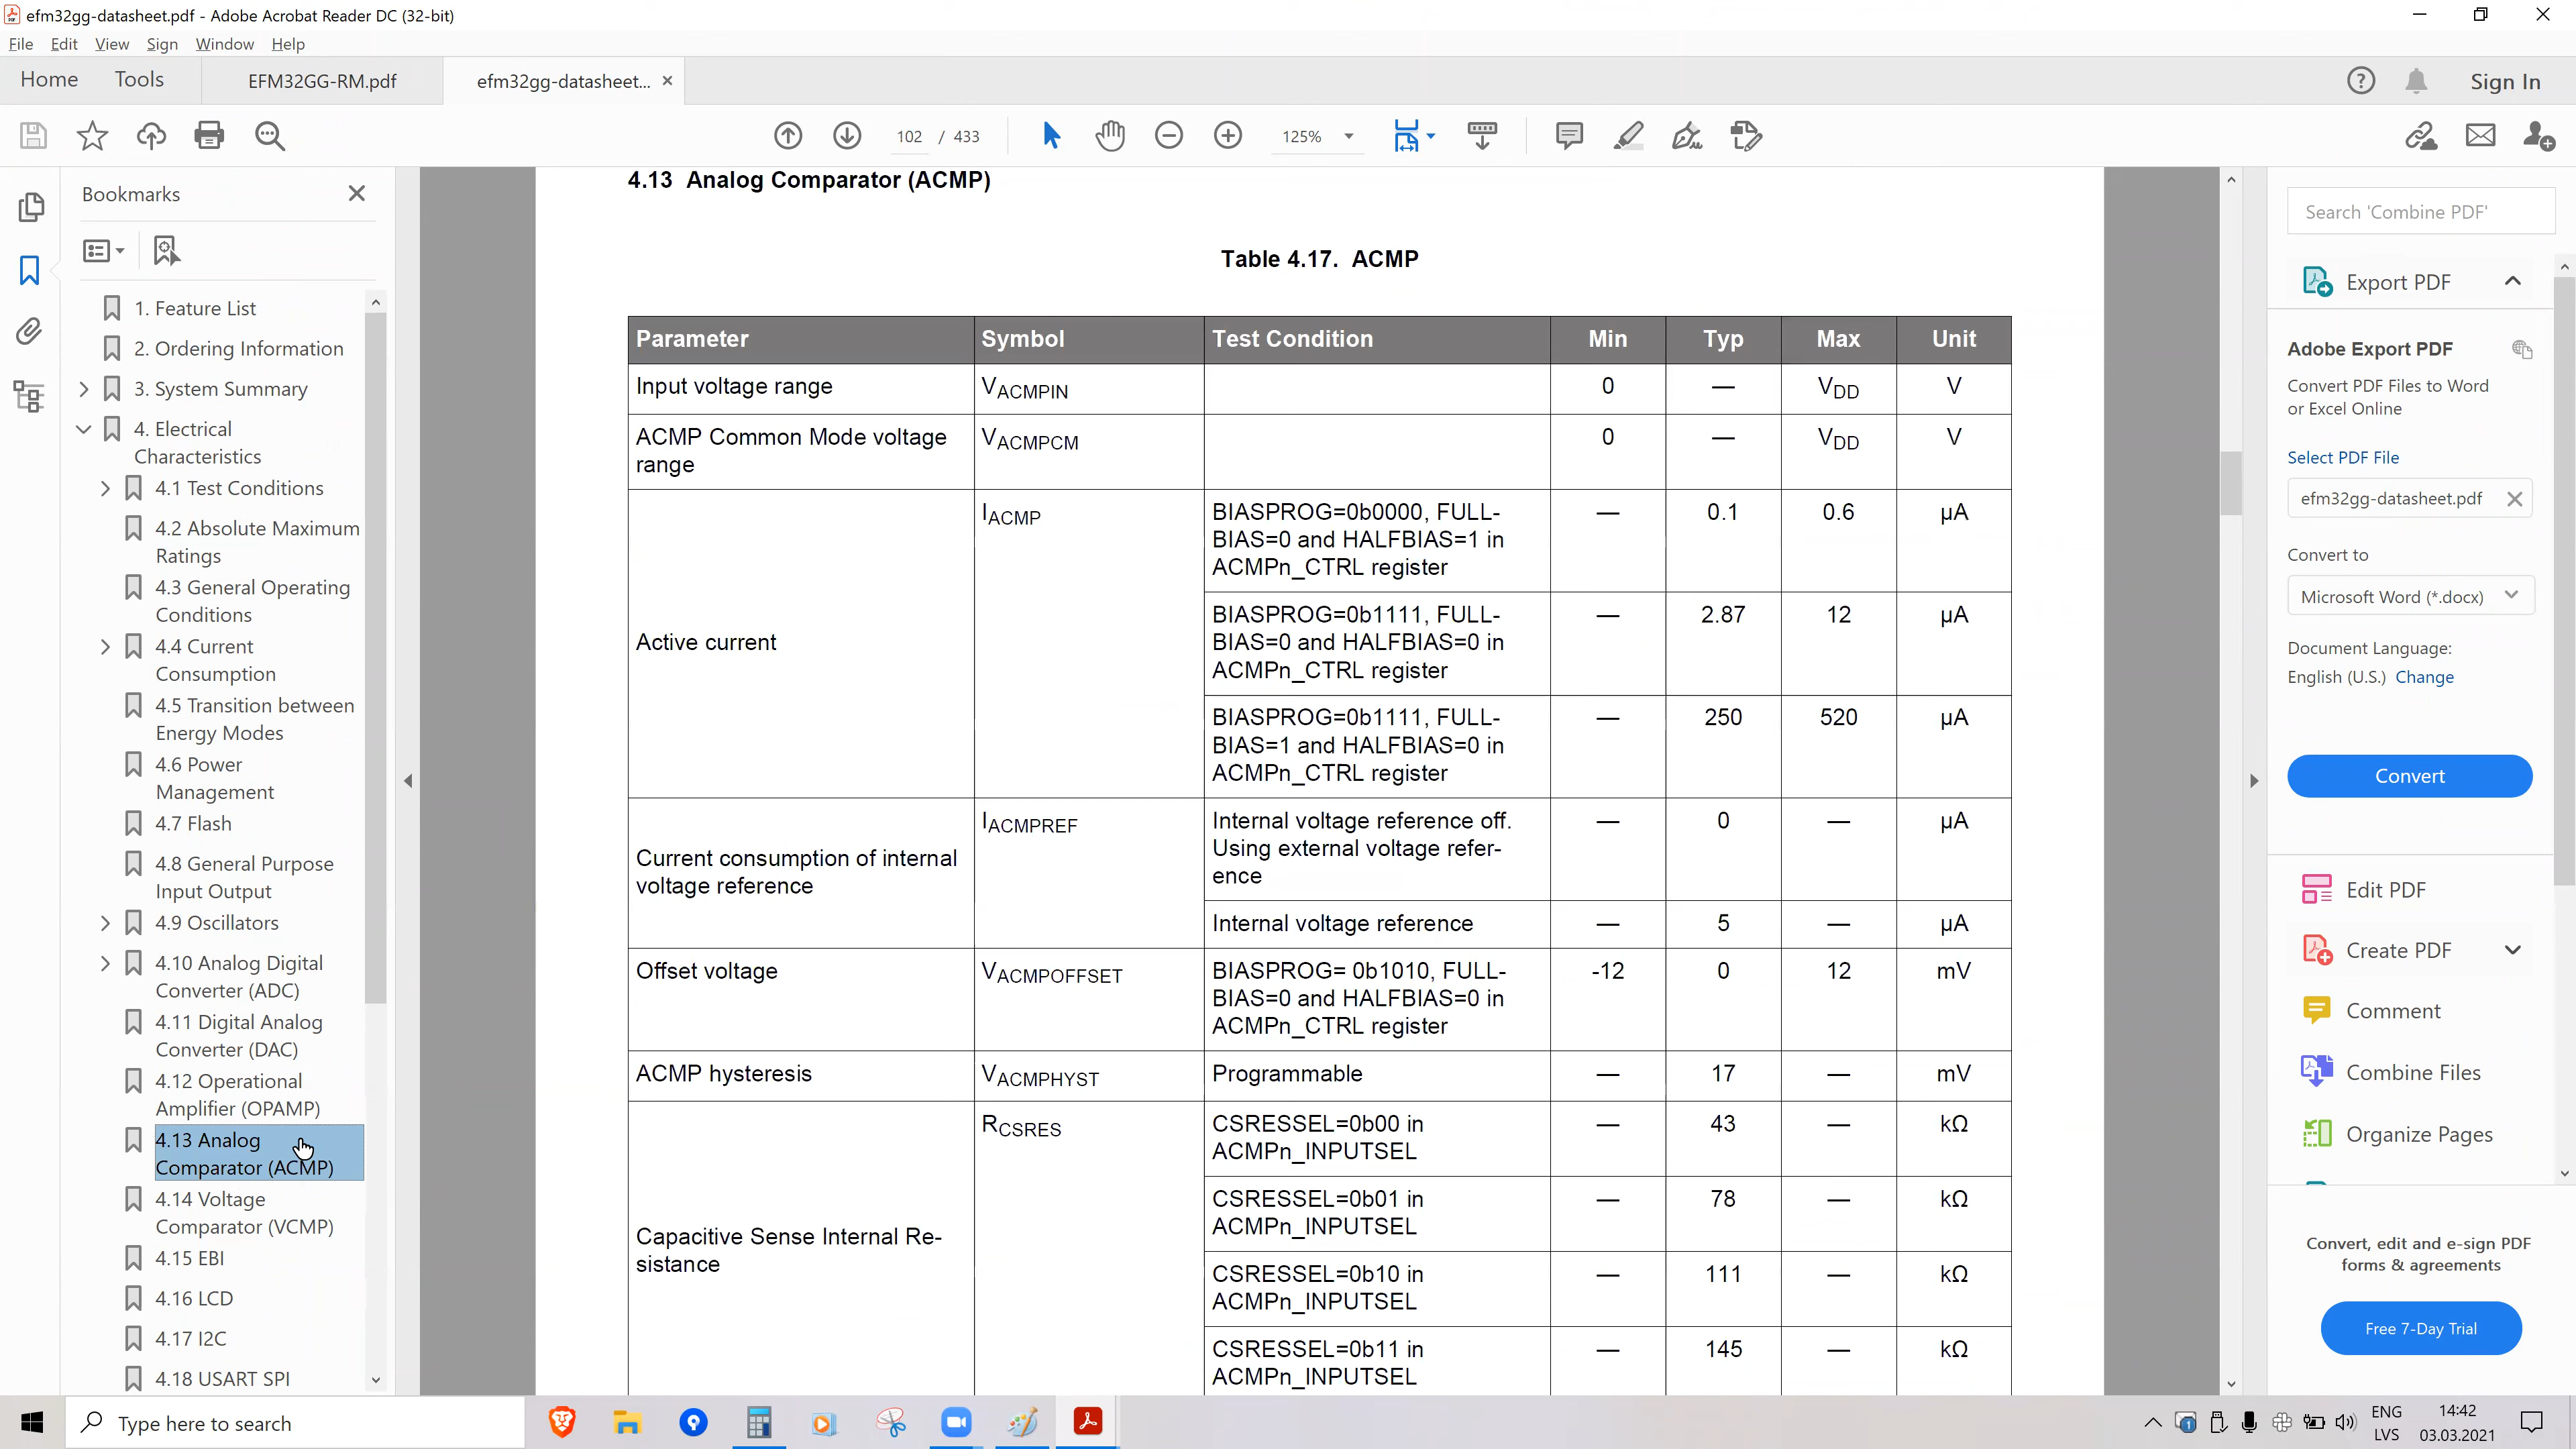 efm32gg-datasheet.pdf - Adobe Acrobat Reader DC (32-bit)
File Edit View Sign Window Help
Home Tools EFM32GG-RM.pdf efm32gg-datasheet... × Sign In
102 / 433 125%
Bookmarks
1. Feature List
2. Ordering Information
3. System Summary
4. Electrical
Characteristics
4.1 Test Conditions
4.2 Absolute Maximum
Ratings
4.3 General Operating
Conditions
4.4 Current
Consumption
4.5 Transition between
Energy Modes
4.6 Power
Management
4.7 Flash
4.8 General Purpose
Input Output
4.9 Oscillators
4.10 Analog Digital
Converter (ADC)
4.11 Digital Analog
Converter (DAC)
4.12 Operational
Amplifier (OPAMP)
4.13 Analog
Comparator (ACMP)
4.14 Voltage
Comparator (VCMP)
4.15 EBI
4.16 LCD
4.17 I2C
4.18 USART SPI
4.13 Analog Comparator (ACMP)
Table 4.17. ACMP
Parameter Symbol Test Condition Min Typ Max Unit
Input voltage range VACMPIN 0 — VDD V
ACMP Common Mode voltage VACMPCM 0 — VDD V
range
IACMP BIASPROG=0b0000, FULL- — 0.1 0.6 µA
BIAS=0 and HALFBIAS=1 in
ACMPn_CTRL register
BIASPROG=0b1111, FULL- — 2.87 12 µA
Active current BIAS=0 and HALFBIAS=0 in
ACMPn_CTRL register
BIASPROG=0b1111, FULL- — 250 520 µA
BIAS=1 and HALFBIAS=0 in
ACMPn_CTRL register
IACMPREF Internal voltage reference off. — 0 — µA
Current consumption of internal Using external voltage refer-
voltage reference ence
Internal voltage reference — 5 — µA
Offset voltage VACMPOFFSET BIASPROG= 0b1010, FULL- -12 0 12 mV
BIAS=0 and HALFBIAS=0 in
ACMPn_CTRL register
ACMP hysteresis VACMPHYST Programmable — 17 — mV
RCSRES CSRESSEL=0b00 in — 43 — kΩ
ACMPn_INPUTSEL
CSRESSEL=0b01 in — 78 — kΩ
ACMPn_INPUTSEL
Capacitive Sense Internal Re-
sistance
CSRESSEL=0b10 in — 111 — kΩ
ACMPn_INPUTSEL
CSRESSEL=0b11 in — 145 — kΩ
ACMPn_INPUTSEL
Search 'Combine PDF'
Export PDF
Adobe Export PDF
Convert PDF Files to Word
or Excel Online
Select PDF File
efm32gg-datasheet.pdf
Convert to
Microsoft Word (*.docx)
Document Language:
English (U.S.) Change
Convert
Edit PDF
Create PDF
Comment
Combine Files
Organize Pages
Convert, edit and e-sign PDF
forms & agreements
Free 7-Day Trial
Type here to search
1
ENG
LVS
14:42
03.03.2021